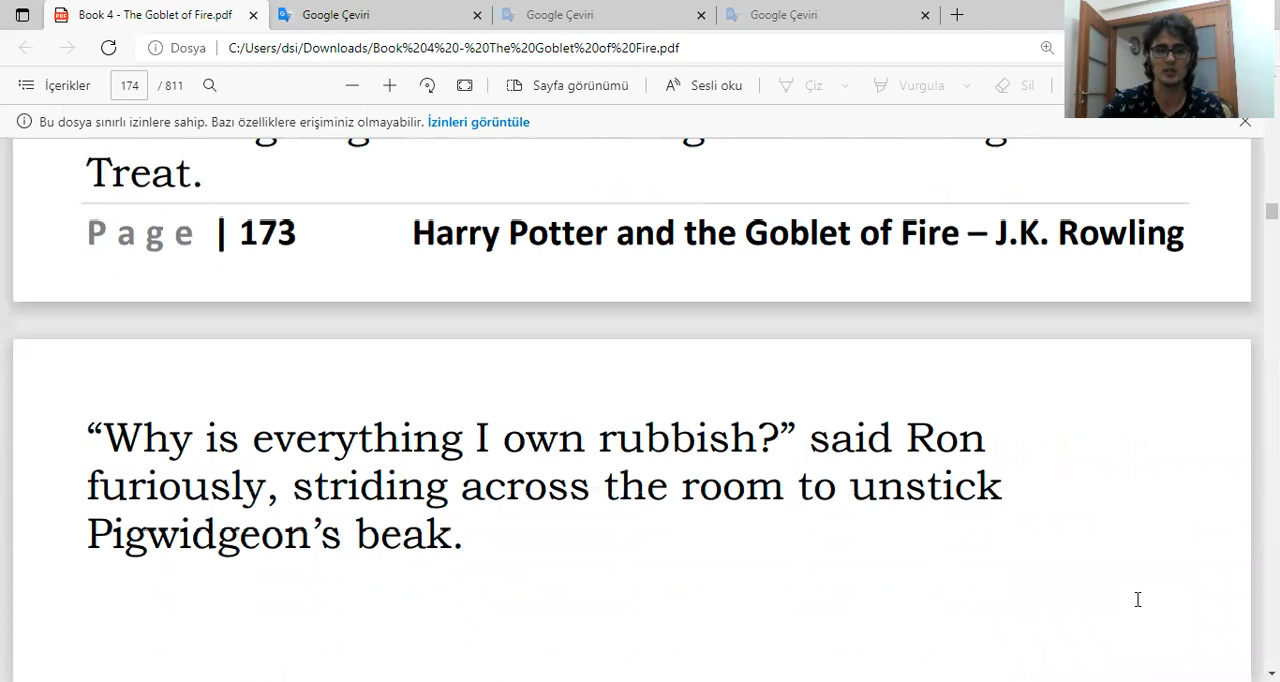 Book 4 - The Goblet of Fire.pdf
Google Çeviri
Google Çeviri
Google Çeviri
Dosya
C:/Users/dsi/Downloads/Book%204%20-%20The%20Goblet%20of%20Fire.pdf
İçerikler
174 / 811
Sayfa görünümü
Sesli oku
Çiz
Vurgula
Sil
Bu dosya sınırlı izinlere sahip. Bazı özelliklere erişiminiz olmayabilir. İzinleri görüntüle
Treat.
Page | 173 Harry Potter and the Goblet of Fire – J.K. Rowling
“Why is everything I own rubbish?” said Ron
furiously, striding across the room to unstick
Pigwidgeon’s beak.